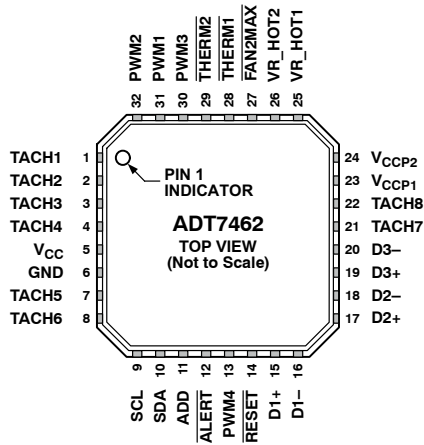 PWM2
PWM1
PWM3
THERM2
THERM1
FAN2MAX
VR_HOT2
VR_HOT1
32
31
30
29
28
27
26
25
TACH1 1
TACH2 2
TACH3 3
TACH4 4
VCC 5
GND 6
TACH5 7
TACH6 8
PIN 1
INDICATOR
ADT7462
TOP VIEW
(Not to Scale)
24 VCCP2
23 VCCP1
22 TACH8
21 TACH7
20 D3–
19 D3+
18 D2–
17 D2+
9
10
11
12
13
14
15
16
SCL
SDA
ADD
ALERT
PWM4
RESET
D1+
D1–